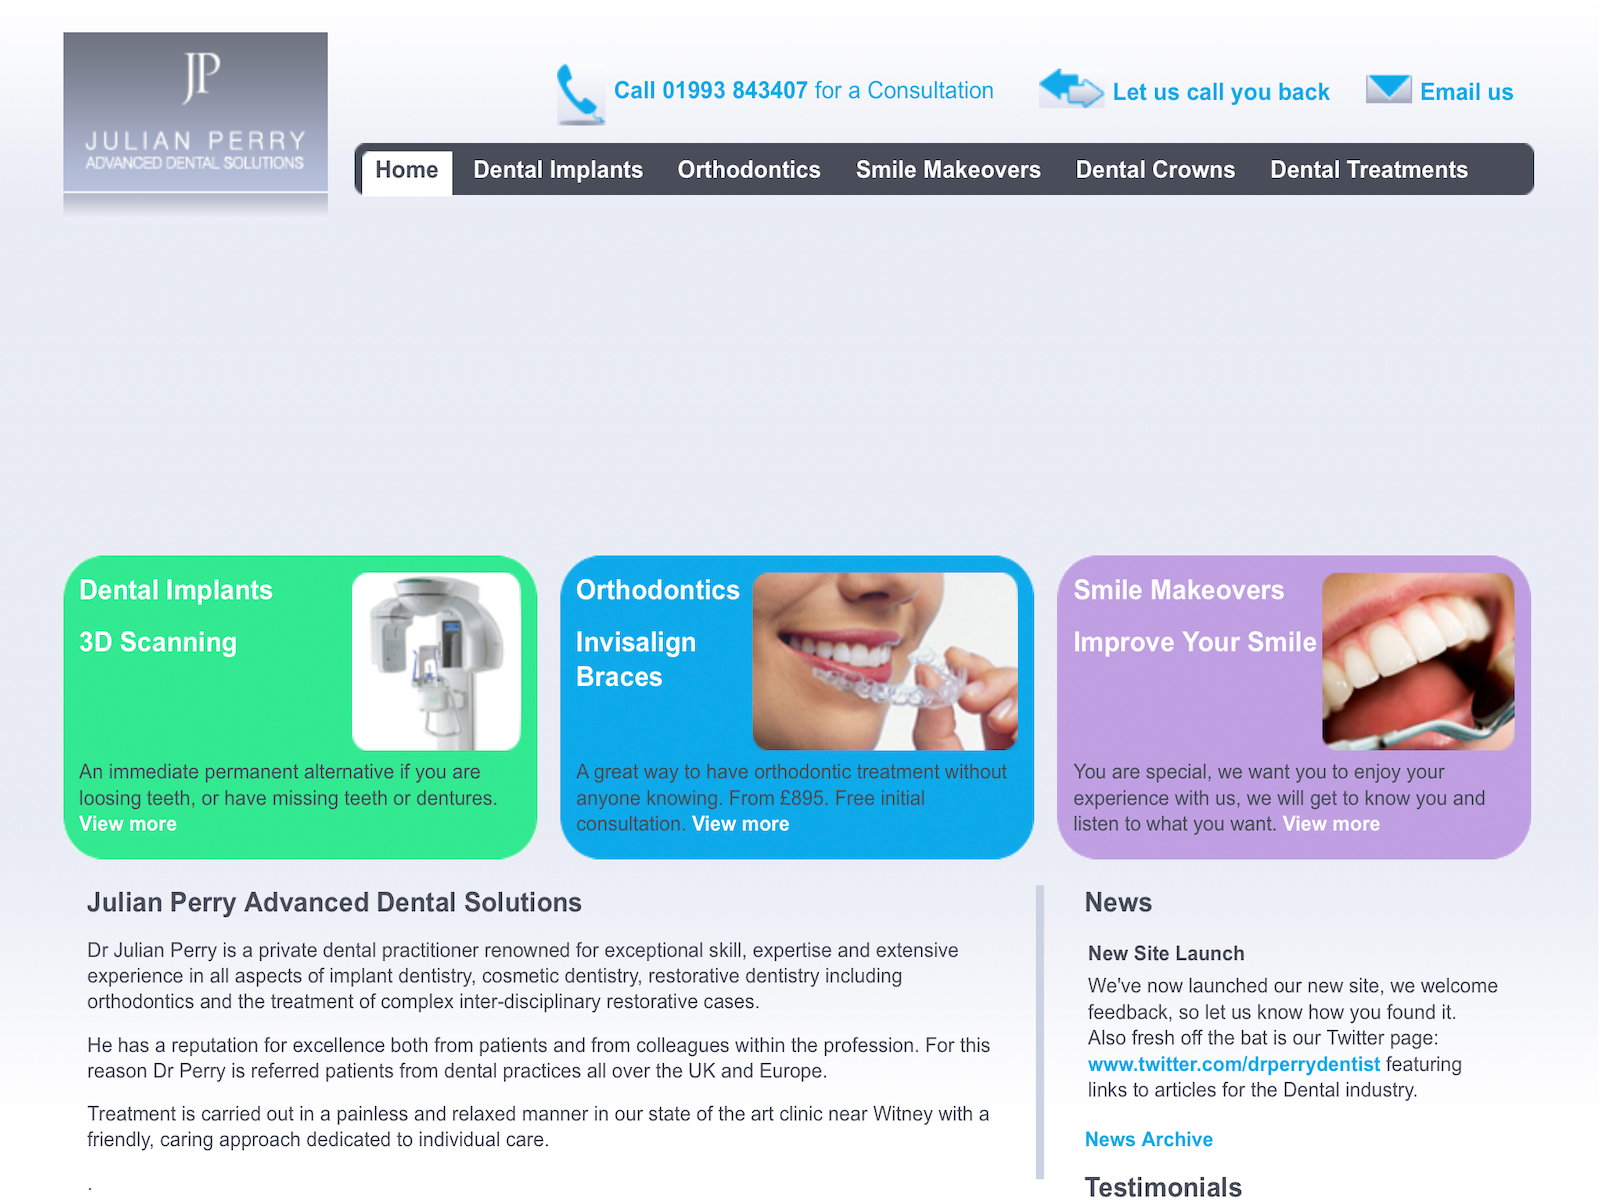 JP
JULIAN PERRY
ADVANCED DENTAL SOLUTIONS
Call 01993 843407 for a Consultation
Let us call you back
Email us
Home
Dental Implants
Orthodontics
Smile Makeovers
Dental Crowns
Dental Treatments
Dental Implants
3D Scanning
An immediate permanent alternative if you are
loosing teeth, or have missing teeth or dentures.
View more
Orthodontics
Invisalign
Braces
A great way to have orthodontic treatment without
anyone knowing. From £895. Free initial
consultation. View more
Smile Makeovers
Improve Your Smile
You are special, we want you to enjoy your
experience with us, we will get to know you and
listen to what you want. View more
Julian Perry Advanced Dental Solutions
Dr Julian Perry is a private dental practitioner renowned for exceptional skill, expertise and extensive
experience in all aspects of implant dentistry, cosmetic dentistry, restorative dentistry including
orthodontics and the treatment of complex inter-disciplinary restorative cases.
He has a reputation for excellence both from patients and from colleagues within the profession. For this
reason Dr Perry is referred patients from dental practices all over the UK and Europe.
Treatment is carried out in a painless and relaxed manner in our state of the art clinic near Witney with a
friendly, caring approach dedicated to individual care.
.
News
New Site Launch
We've now launched our new site, we welcome
feedback, so let us know how you found it.
Also fresh off the bat is our Twitter page:
www.twitter.com/drperrydentist featuring
links to articles for the Dental industry.
News Archive
Testimonials